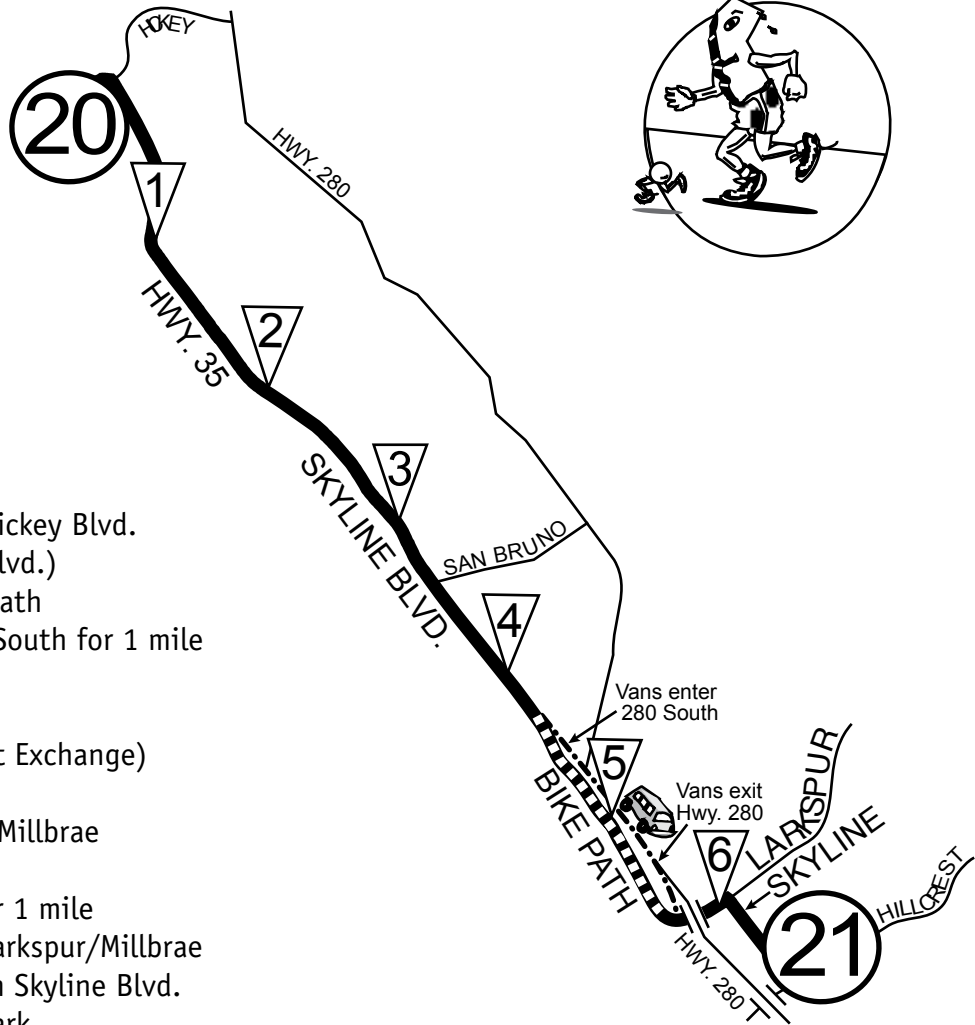 HICKEY
20
HWY. 280
1
HWY. 35
2
3
SKYLINE BLVD.
SAN BRUNO
4
ickey Blvd.
lvd.)
ath
South for 1 mile
t Exchange)
Millbrae
r 1 mile
arkspur/Millbrae
n Skyline Blvd.
ark
Vans enter
280 South
5
BIKE PATH
Vans exit
Hwy. 280
6
LARKSPUR
SKYLINE
HILLCREST
21
HWY. 280